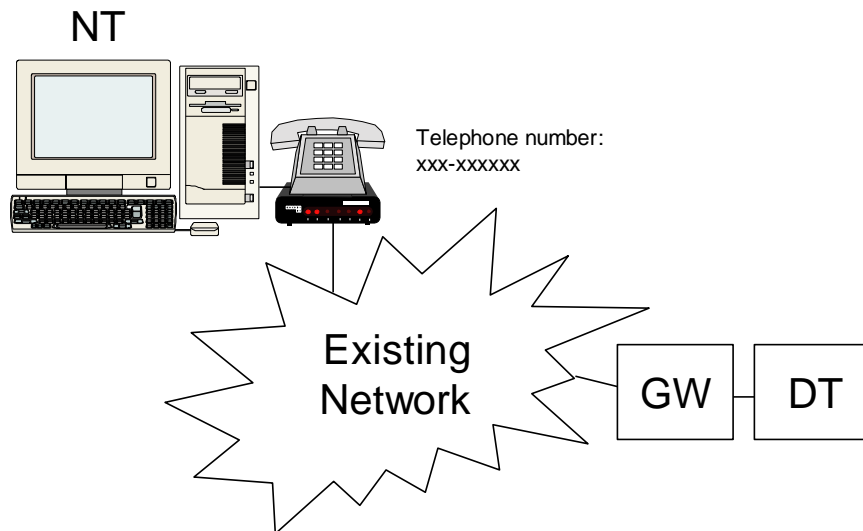 NT
Telephone number:
xxx-xxxxxx
Existing
Network
GW
DT